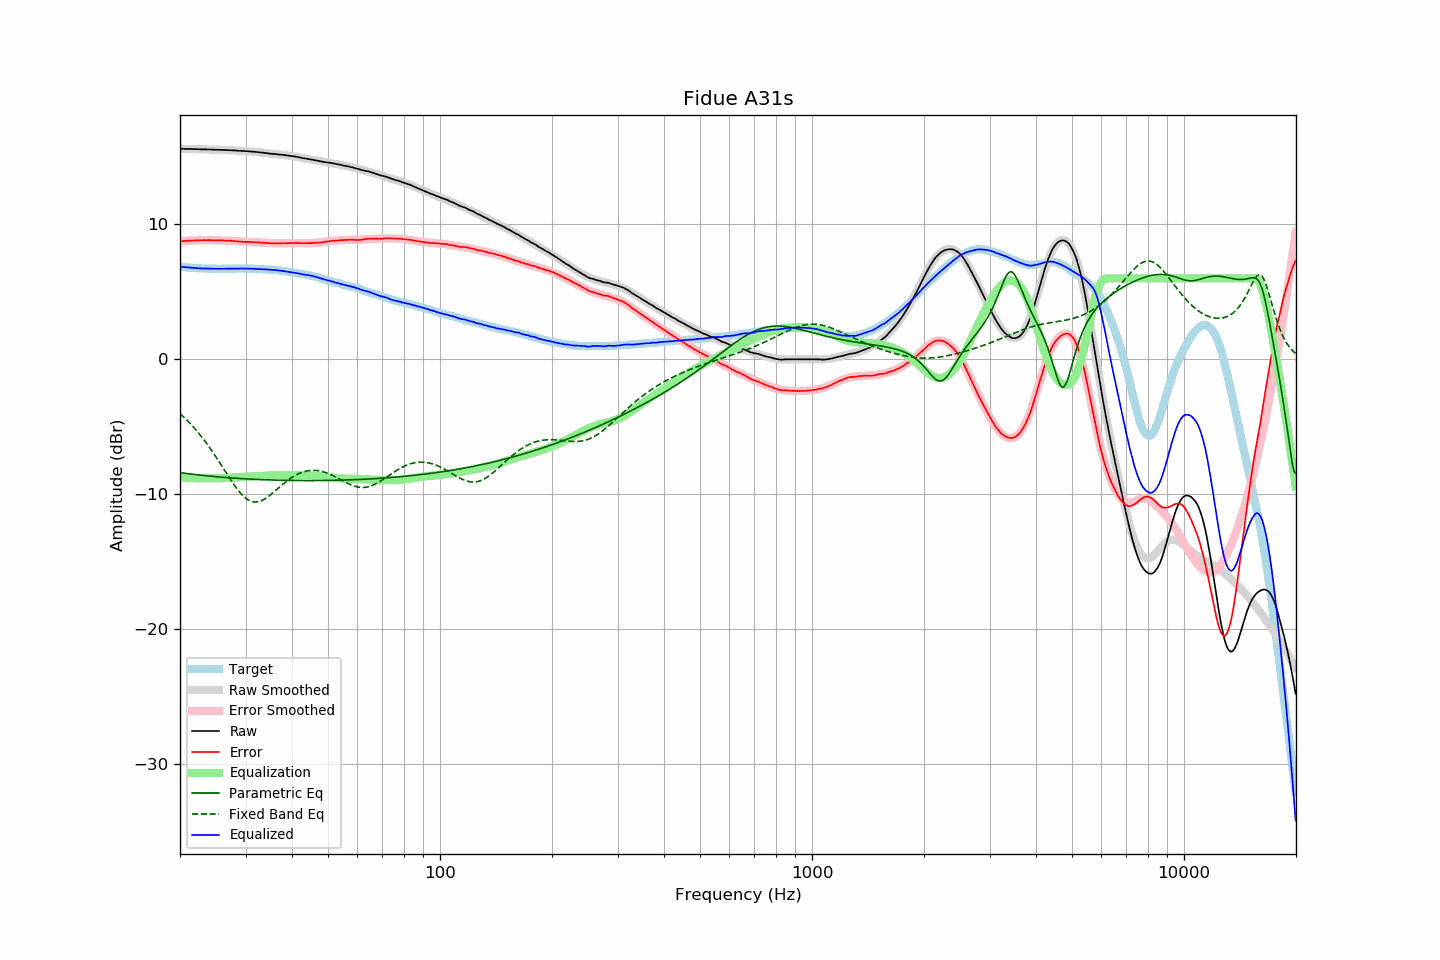 Fidue A31s
Amplitude (dBr)
10
0
−10
−20
−30
Target
Raw Smoothed
Error Smoothed
Raw
Error
Equalization
Parametric Eq
Fixed Band Eq
Equalized
100
1000
10000
Frequency (Hz)